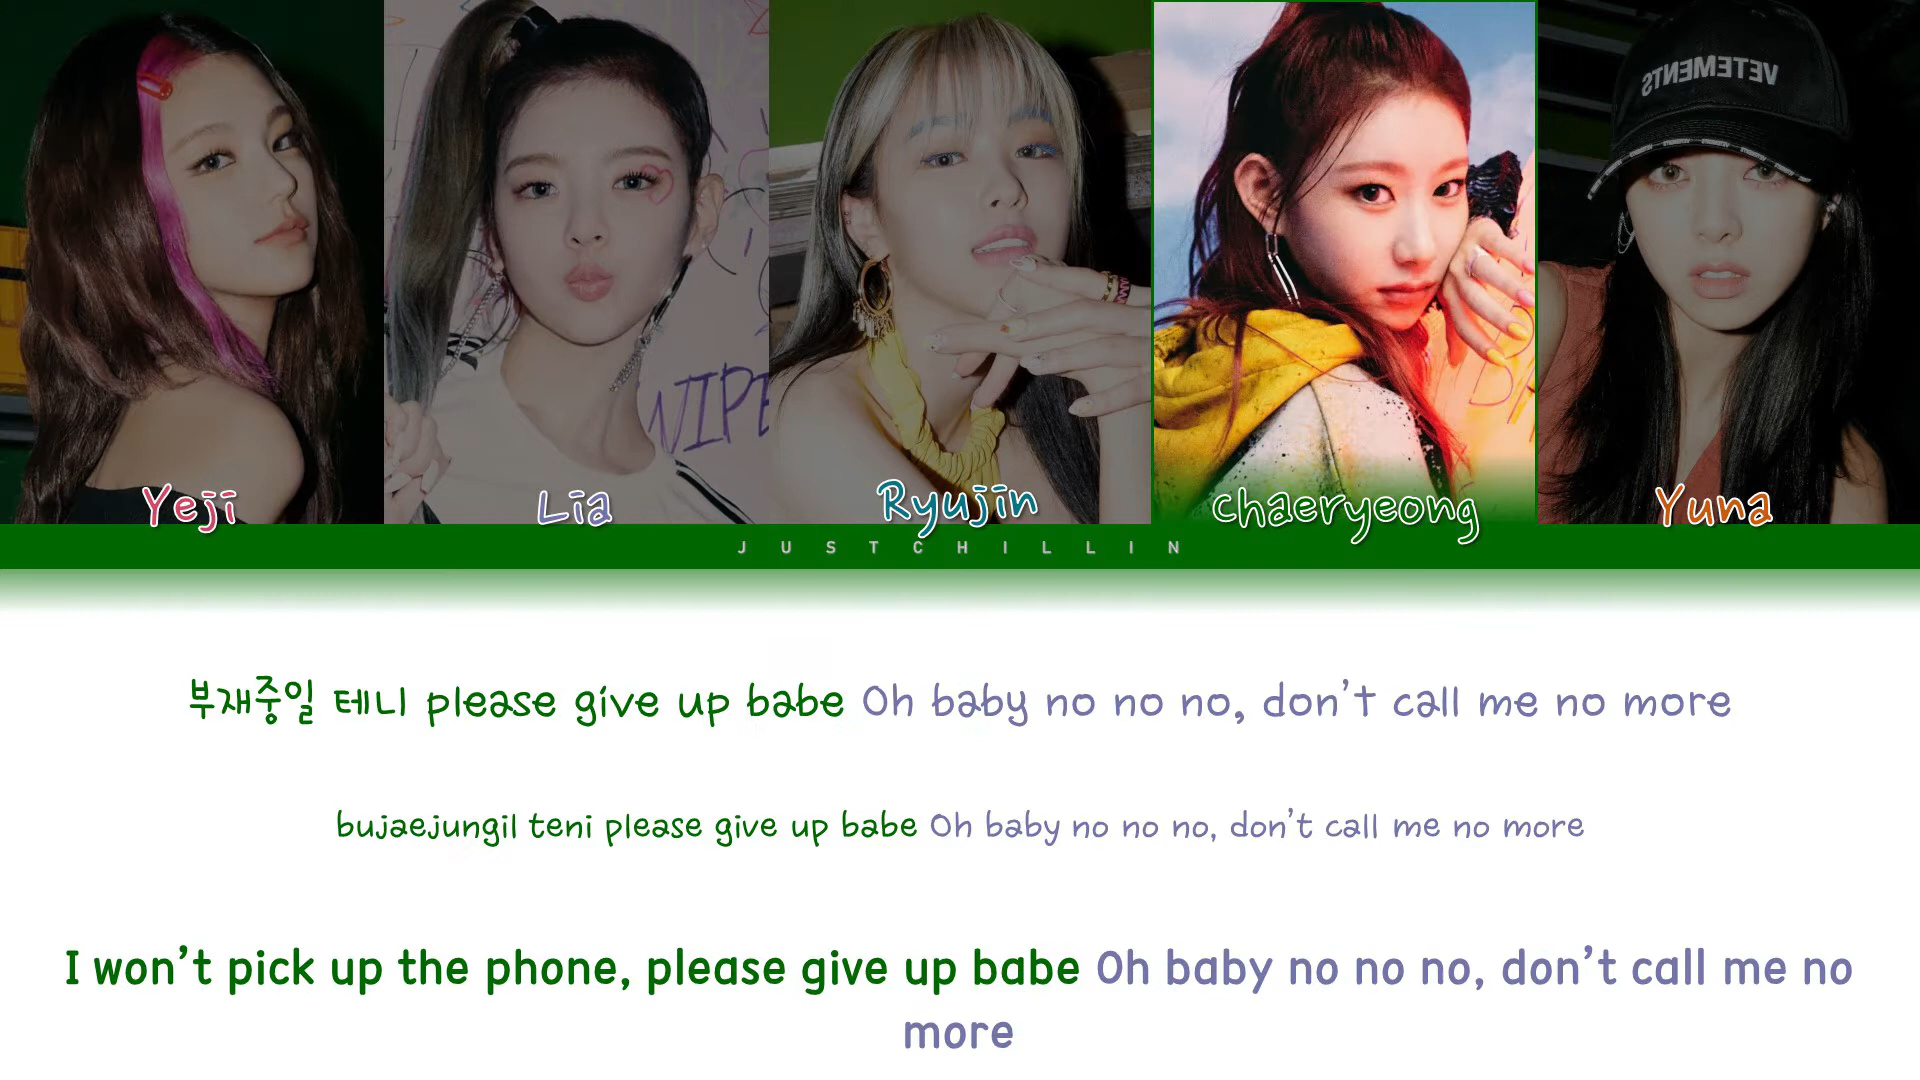 VETEMENTS
WIPE
Yeji
Lia
Ryujin
Chaeryeong
Yuna
JUSTCHILLIN
부재중일 테니 please give up babe Oh baby no no no, don't call me no more
bujaejungil teni please give up babe Oh baby no no no, don't call me no more
I won't pick up the phone, please give up babe Oh baby no no no, don't call me no
more